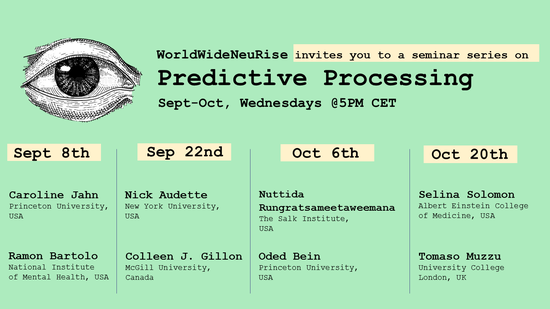 WorldWideNeuRise invites you to a seminar series on
Predictive Processing
Sept-Oct, Wednesdays @5PM CET
Sept 8th
Caroline Jahn
Princeton University,
USA
Ramon Bartolo
National Institute
of Mental Health, USA
Sep 22nd
Nick Audette
New York University,
USA
Colleen J. Gillon
McGill University,
Canada
Oct 6th
Nuttida
Rungratsameetaweemana
The Salk Institute,
USA
Oded Bein
Princeton University,
USA
Oct 20th
Selina Solomon
Albert Einstein College
of Medicine, USA
Tomaso Muzzu
University College
London, UK